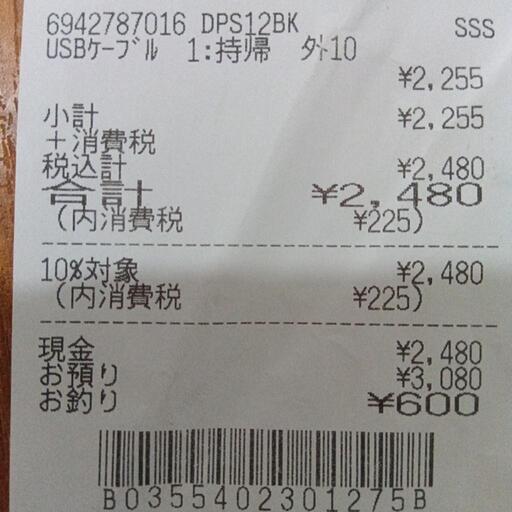 6942787016 DPS12BK SSS
USBｹｰﾌﾞﾙ 1:持帰 外10
¥2,255
小計 ¥2,255
+消費税
税込計 ¥2,480
合計 ¥2,480
(内消費税 ¥225)
10%対象 ¥2,480
(内消費税 ¥225)
現金 ¥2,480
お預り ¥3,080
お釣り ¥600
B0355402301275B